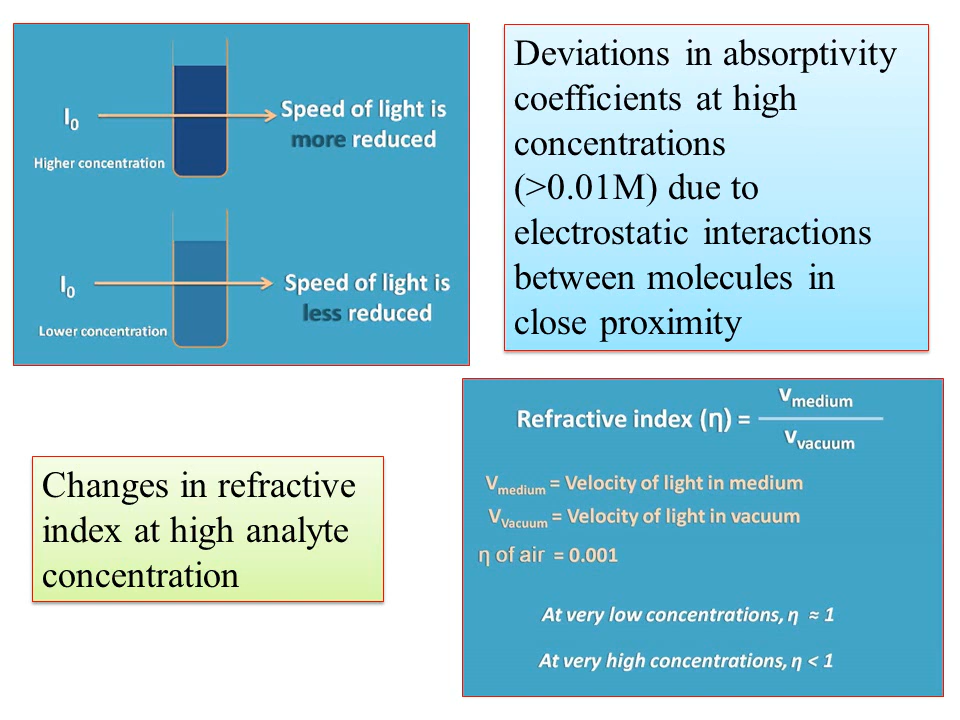 I0
Higher concentration
Speed of light is
more reduced
I0
Lower concentration
Speed of light is
less reduced
Deviations in absorptivity
coefficients at high
concentrations
(>0.01M) due to
electrostatic interactions
between molecules in
close proximity
Changes in refractive
index at high analyte
concentration
Refractive index (η) = vmedium
vvacuum
Vmedium = Velocity of light in medium
VVacuum = Velocity of light in vacuum
η of air = 0.001
At very low concentrations, η ≈ 1
At very high concentrations, η < 1